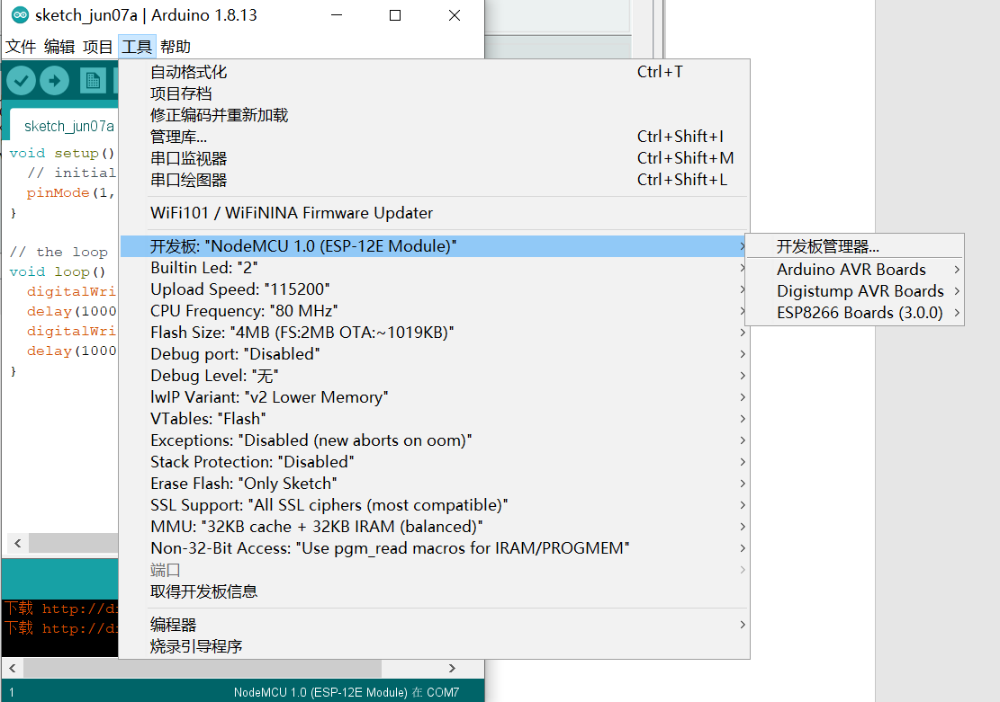 sketch_jun07a | Arduino 1.8.13
文件 编辑 项目 工具 帮助
自动格式化 Ctrl+T
项目存档
修正编码并重新加载
管理库... Ctrl+Shift+I
串口监视器 Ctrl+Shift+M
串口绘图器 Ctrl+Shift+L
WiFi101 / WiFiNINA Firmware Updater
开发板: "NodeMCU 1.0 (ESP-12E Module)"
Builtin Led: "2"
Upload Speed: "115200"
CPU Frequency: "80 MHz"
Flash Size: "4MB (FS:2MB OTA:~1019KB)"
Debug port: "Disabled"
Debug Level: "无"
lwIP Variant: "v2 Lower Memory"
VTables: "Flash"
Exceptions: "Disabled (new aborts on oom)"
Stack Protection: "Disabled"
Erase Flash: "Only Sketch"
SSL Support: "All SSL ciphers (most compatible)"
MMU: "32KB cache + 32KB IRAM (balanced)"
Non-32-Bit Access: "Use pgm_read macros for IRAM/PROGMEM"
端口
取得开发板信息
编程器
烧录引导程序
开发板管理器...
Arduino AVR Boards
Digistump AVR Boards
ESP8266 Boards (3.0.0)
sketch_jun07a
void setup()
// initial
pinMode(1,
}
// the loop
void loop()
digitalWri
delay(1000
digitalWri
delay(1000
}
下载 http://di
下载 http://di
1 NodeMCU 1.0 (ESP-12E Module) 在 COM7